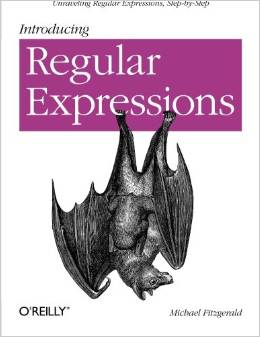 Unraveling Regular Expressions, Step-by-Step
Introducing
Regular
Expressions
O'REILLY®
Michael Fitzgerald